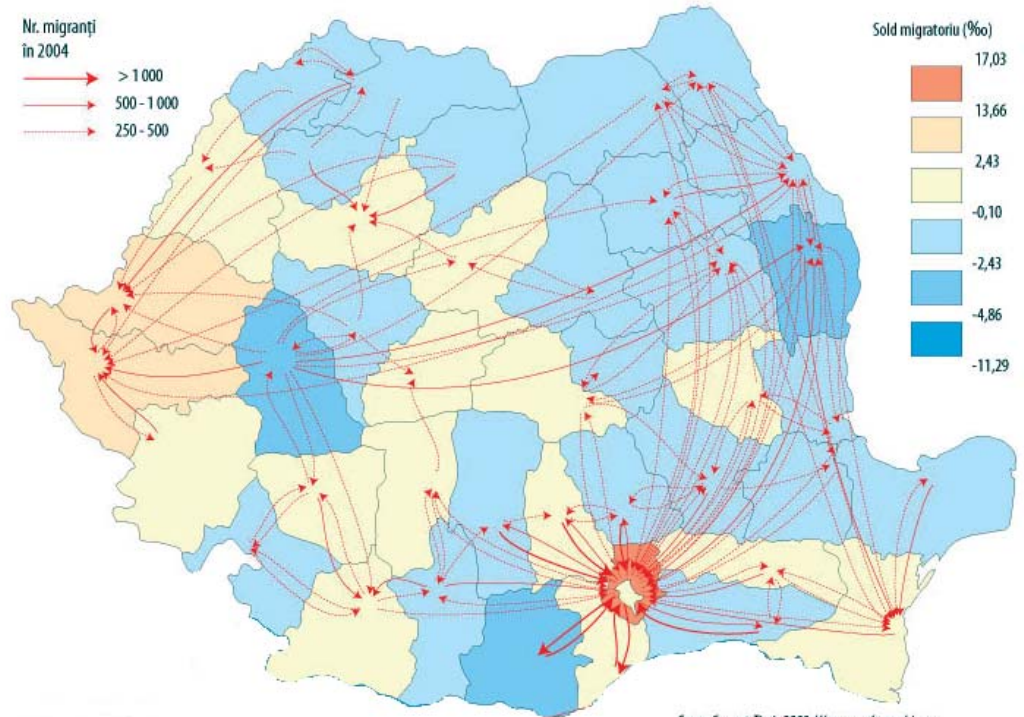 Nr. migranți
în 2004
> 1 000
500 - 1 000
250 - 500
Sold migratoriu (‰)
17,03
13,66
2,43
-0,10
-2,43
-4,86
-11,29